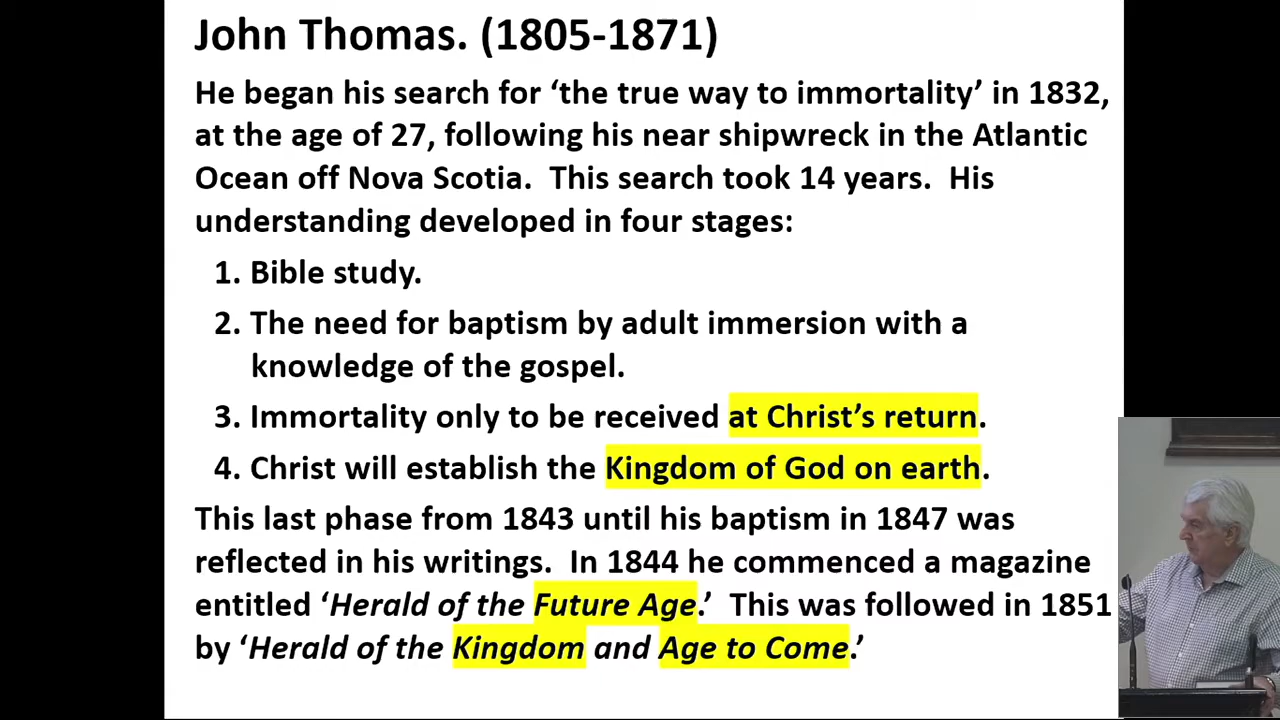 John Thomas. (1805-1871)
He began his search for ‘the true way to immortality’ in 1832,
at the age of 27, following his near shipwreck in the Atlantic
Ocean off Nova Scotia.  This search took 14 years.  His
understanding developed in four stages:
1. Bible study.
2. The need for baptism by adult immersion with a
knowledge of the gospel.
3. Immortality only to be received at Christ’s return.
4. Christ will establish the Kingdom of God on earth.
This last phase from 1843 until his baptism in 1847 was
reflected in his writings.  In 1844 he commenced a magazine
entitled ‘Herald of the Future Age.’  This was followed in 1851
by ‘Herald of the Kingdom and Age to Come.’